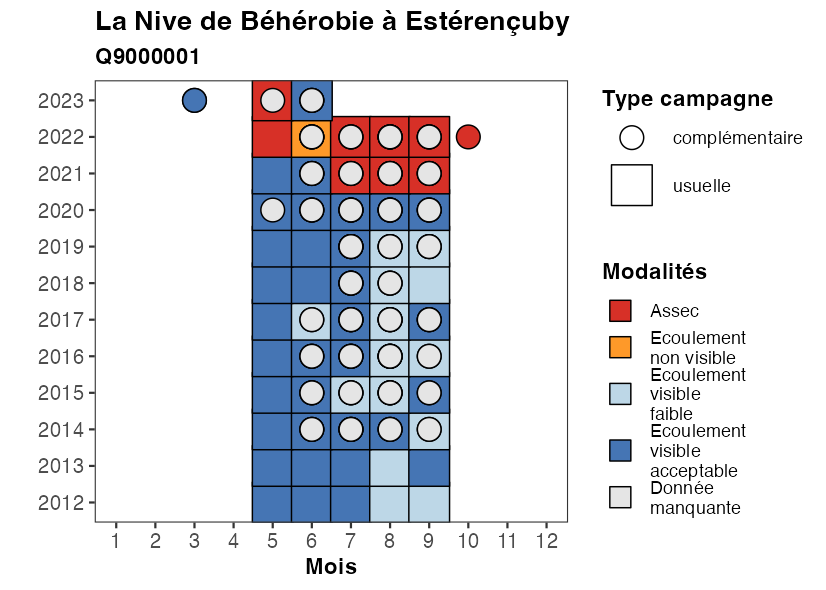 La Nive de Béhérobie à Estérençuby
Q9000001
2023
2022
2021
2020
2019
2018
2017
2016
2015
2014
2013
2012
1 2 3 4 5 6 7 8 9 10 11 12
Mois
Type campagne
complémentaire
usuelle
Modalités
Assec
Ecoulement
non visible
Ecoulement
visible
faible
Ecoulement
visible
acceptable
Donnée
manquante